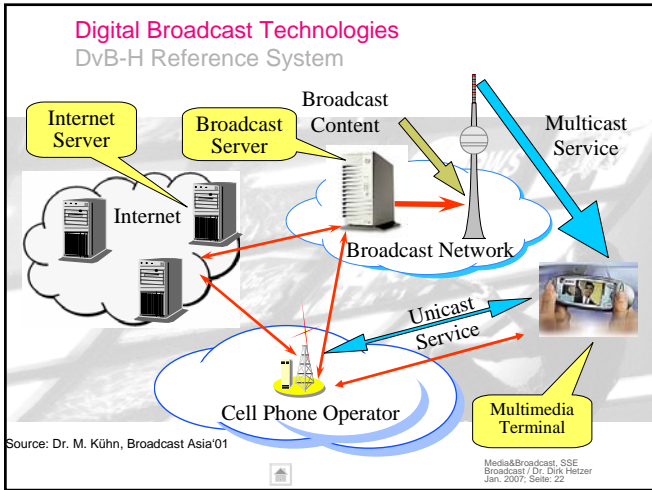 Digital Broadcast Technologies
DvB-H Reference System
Internet
Server
Broadcast
Server
Broadcast
Content
Multicast
Service
Internet
Broadcast Network
Unicast
Service
Cell Phone Operator
Multimedia
Terminal
Source: Dr. M. Kühn, Broadcast Asia'01
Media&Broadcast, SSE
Broadcast / Dr. Dirk Hetzer
Jan. 2007; Seite: 22